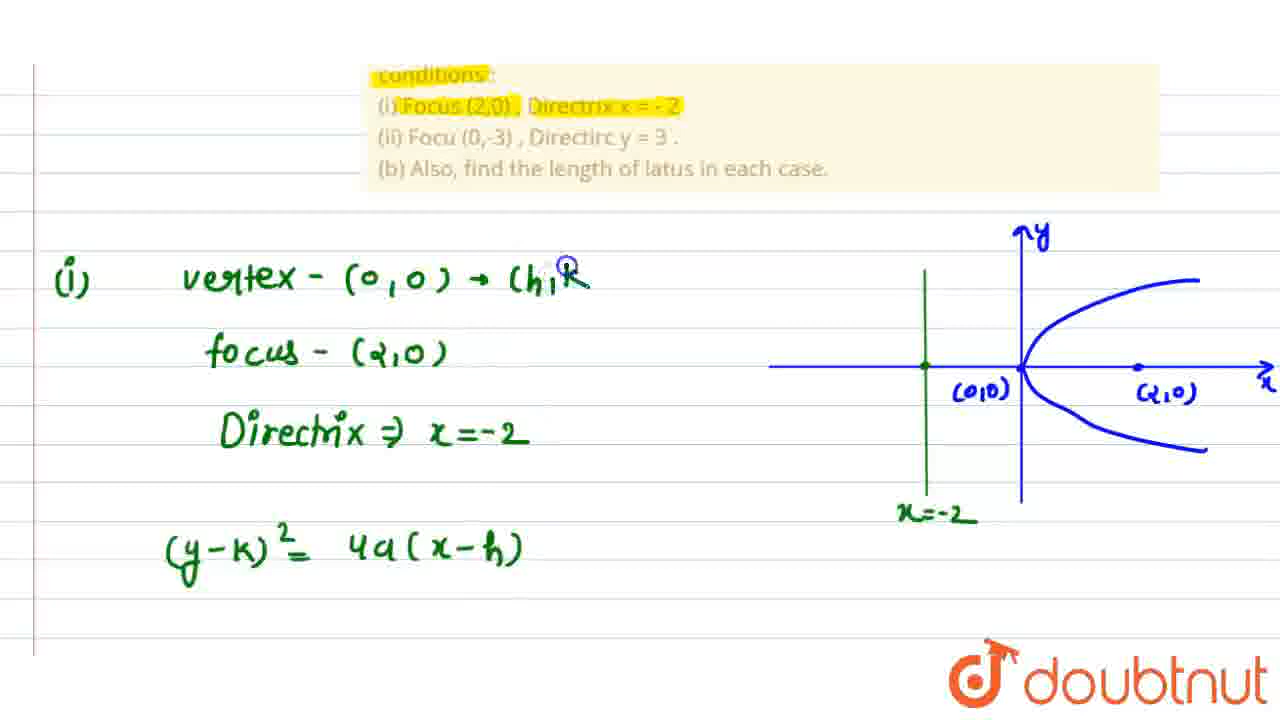 conditions :
(i) Focus (2,0) , Directrix x = - 2
(ii) Focu (0,-3) , Directirc y = 3 .
(b) Also, find the length of latus in each case.
(i) vertex - (0,0) → (h,k
focus - (2,0)
Directrix ⇒ x=-2
(y-k)² = 4a(x-h)
y
(0,0)
(2,0)
x
x=-2
doubtnut